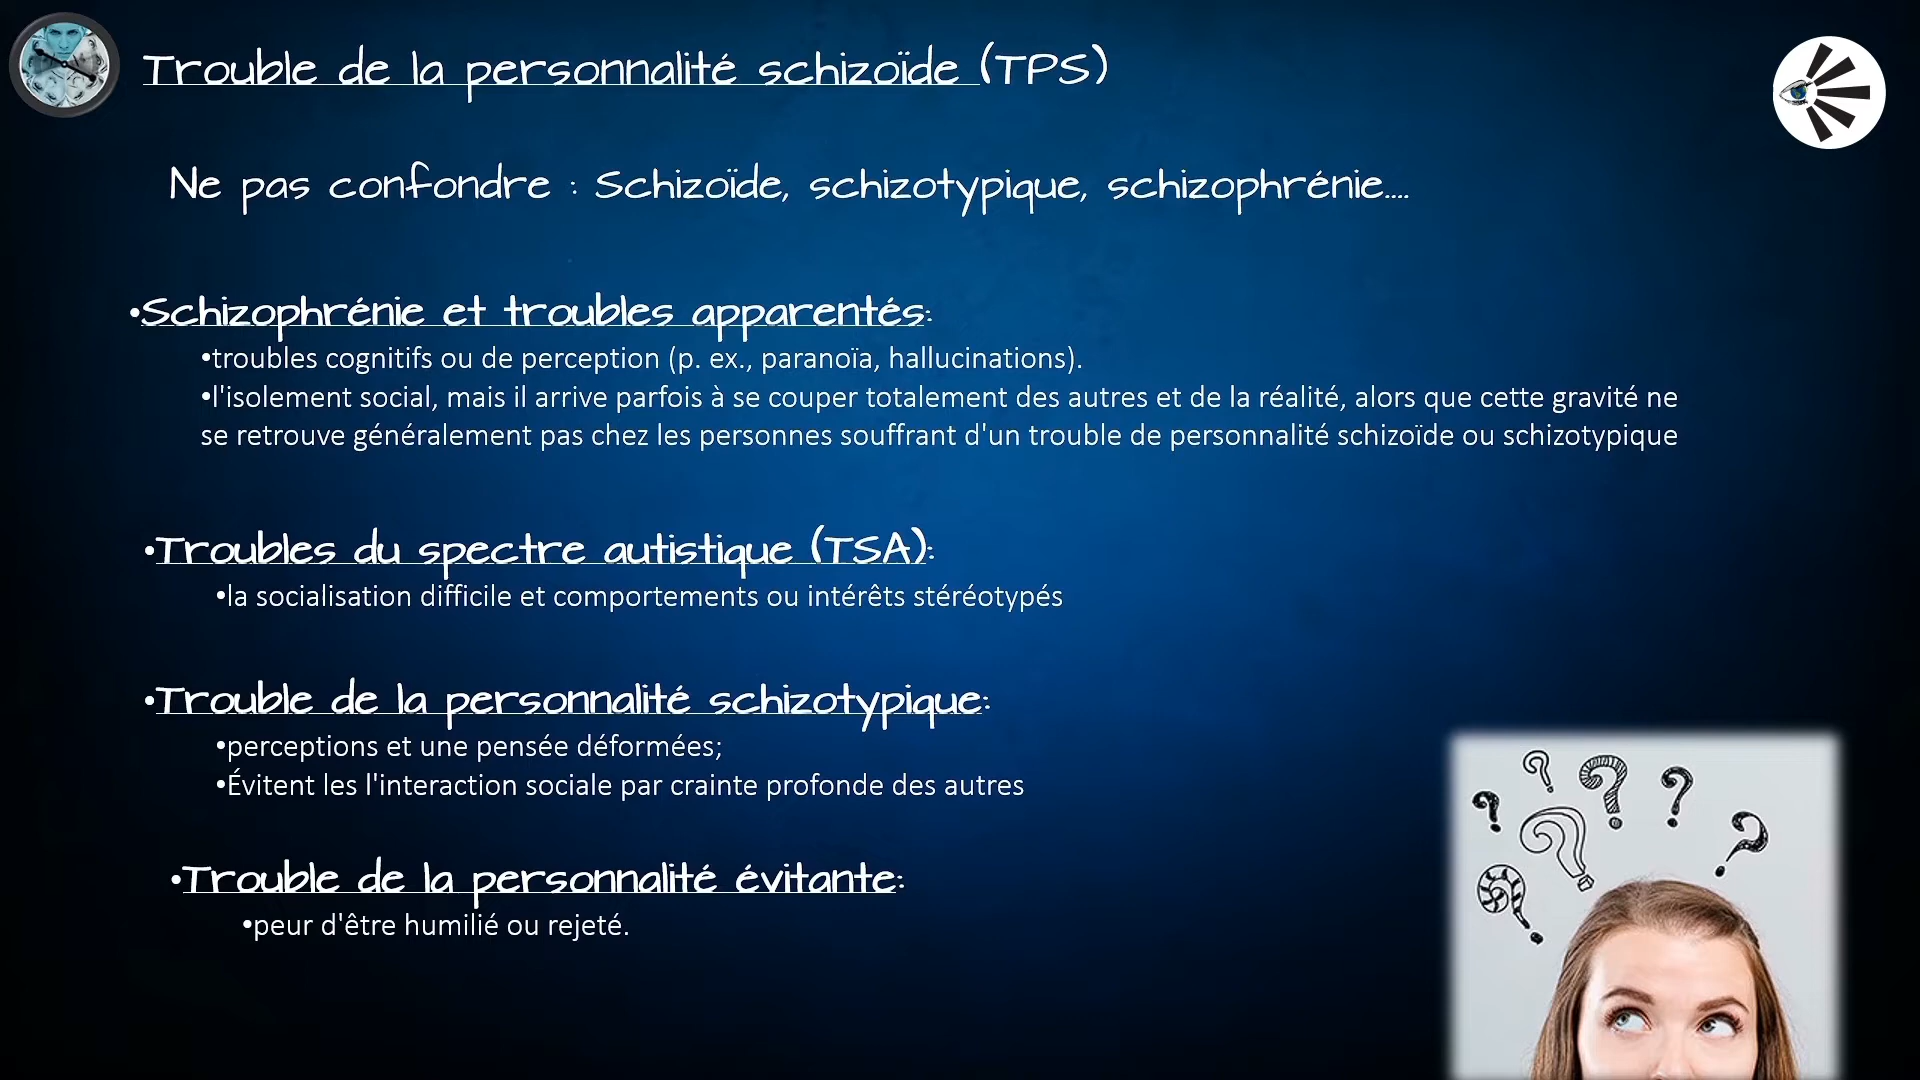 Trouble de la personnalité schizoïde (TPS)
Ne pas confondre : Schizoïde, schizotypique, schizophrénie....
•Schizophrénie et troubles apparentés:
•troubles cognitifs ou de perception (p. ex., paranoïa, hallucinations).
•l'isolement social, mais il arrive parfois à se couper totalement des autres et de la réalité, alors que cette gravité ne
se retrouve généralement pas chez les personnes souffrant d'un trouble de personnalité schizoïde ou schizotypique
•Troubles du spectre autistique (TSA):
•la socialisation difficile et comportements ou intérêts stéréotypés
•Trouble de la personnalité schizotypique:
•perceptions et une pensée déformées;
•Évitent les l'interaction sociale par crainte profonde des autres
•Trouble de la personnalité évitante:
•peur d'être humilié ou rejeté.